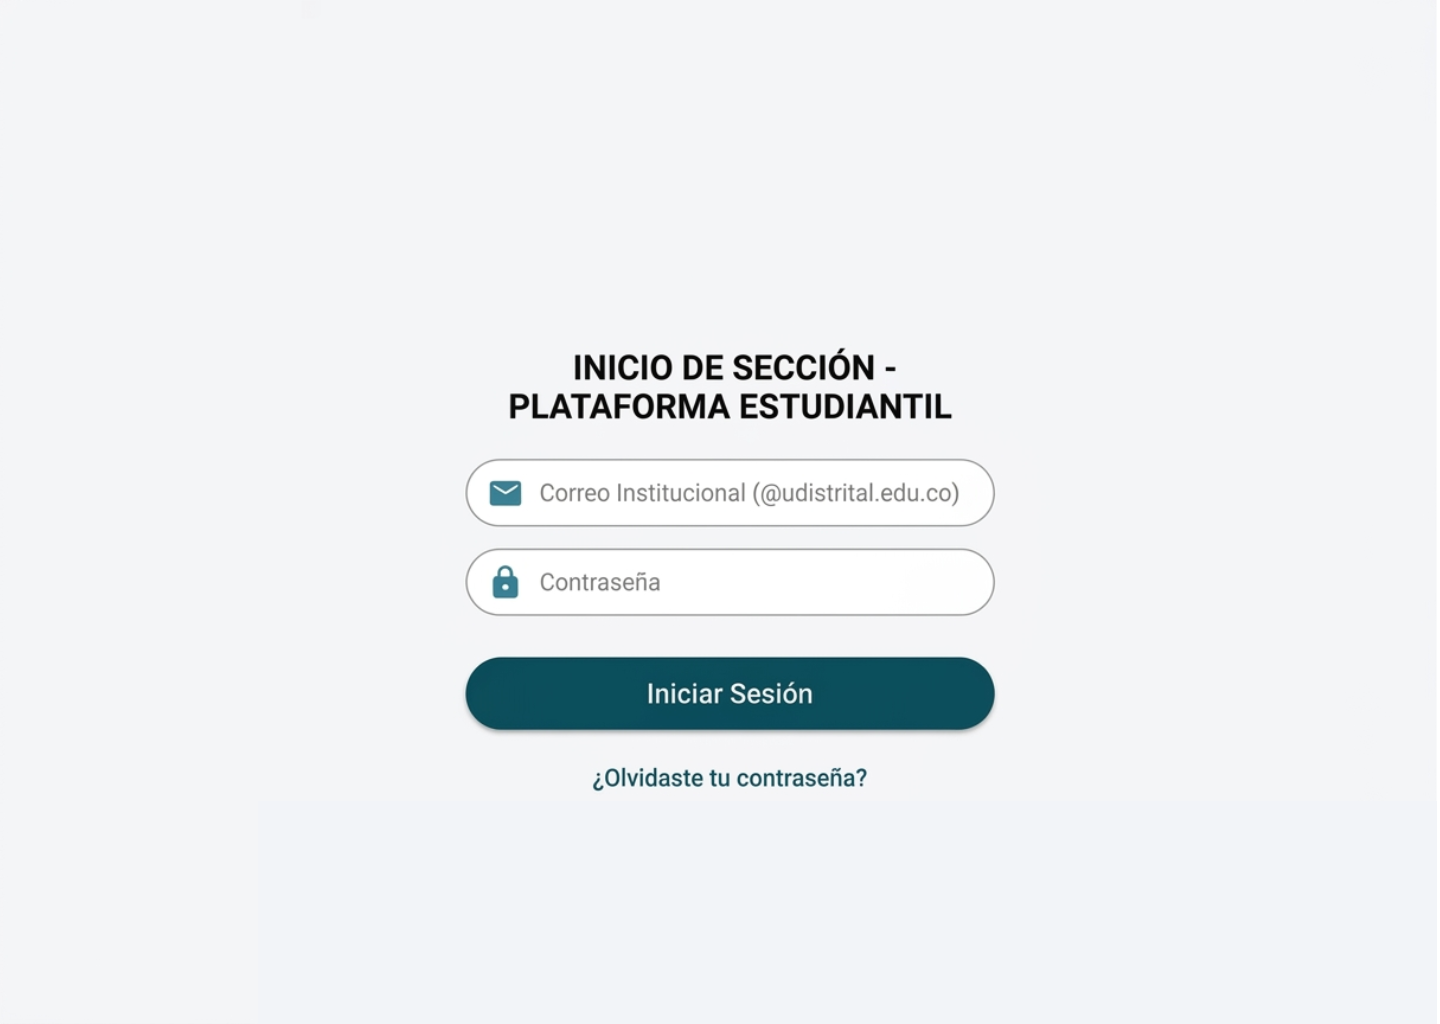 INICIO DE SECCIÓN -
PLATAFORMA ESTUDIANTIL
Correo Institucional (@udistrital.edu.co)
Contraseña
Iniciar Sesión
¿Olvidaste tu contraseña?